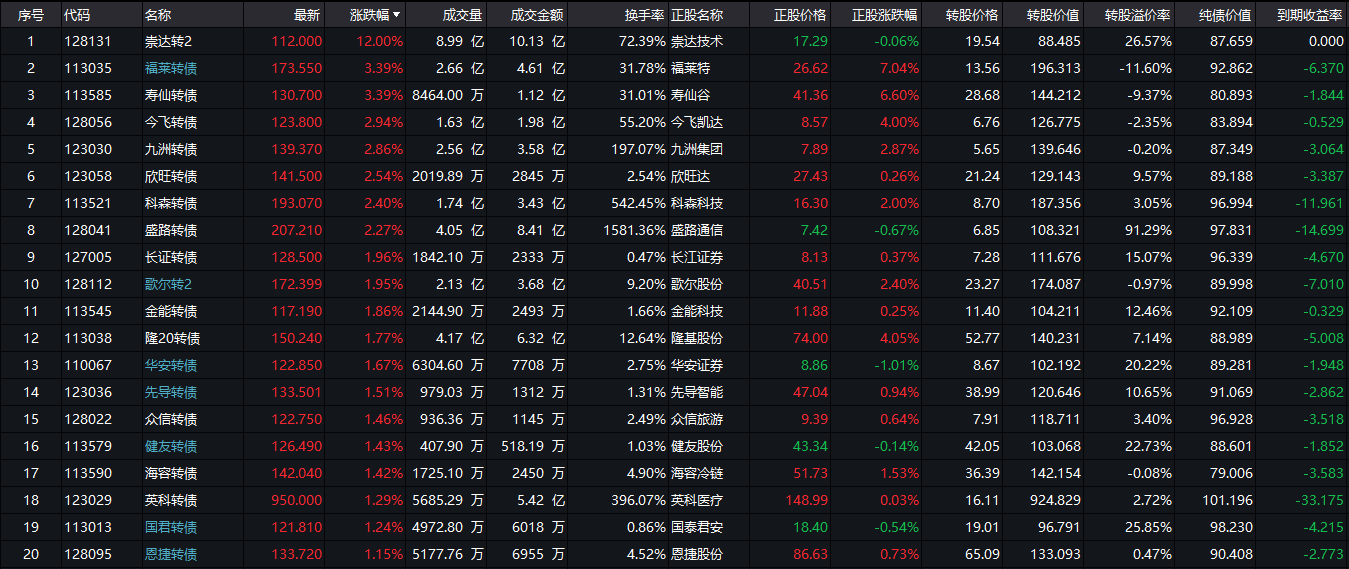 序号 代码 名称 最新 涨跌幅 成交量 成交金额 换手率 正股名称 正股价格 正股涨跌幅 转股价格 转股价值 转股溢价率 纯债价值 到期收益率
1 128131 崇达转2 112.000 12.00% 8.99 亿 10.13 亿 72.39% 崇达技术 17.29 -0.06% 19.54 88.485 26.57% 87.659 0.000
2 113035 福莱转债 173.550 3.39% 2.66 亿 4.61 亿 31.78% 福莱特 26.62 7.04% 13.56 196.313 -11.60% 92.862 -6.370
3 113585 寿仙转债 130.700 3.39% 8464.00 万 1.12 亿 31.01% 寿仙谷 41.36 6.60% 28.68 144.212 -9.37% 80.893 -1.844
4 128056 今飞转债 123.800 2.94% 1.63 亿 1.98 亿 55.20% 今飞凯达 8.57 4.00% 6.76 126.775 -2.35% 83.894 -0.529
5 123030 九洲转债 139.370 2.86% 2.56 亿 3.58 亿 197.07% 九洲集团 7.89 2.87% 5.65 139.646 -0.20% 87.349 -3.064
6 123058 欣旺转债 141.500 2.54% 2019.89 万 2845 万 2.54% 欣旺达 27.43 0.26% 21.24 129.143 9.57% 89.188 -3.387
7 113521 科森转债 193.070 2.40% 1.74 亿 3.43 亿 542.45% 科森科技 16.30 2.00% 8.70 187.356 3.05% 96.994 -11.961
8 128041 盛路转债 207.210 2.27% 4.05 亿 8.41 亿 1581.36% 盛路通信 7.42 -0.67% 6.85 108.321 91.29% 97.831 -14.699
9 127005 长证转债 128.500 1.96% 1842.10 万 2333 万 0.47% 长江证券 8.13 0.37% 7.28 111.676 15.07% 96.339 -4.670
10 128112 歌尔转2 172.399 1.95% 2.13 亿 3.68 亿 9.20% 歌尔股份 40.51 2.40% 23.27 174.087 -0.97% 89.998 -7.010
11 113545 金能转债 117.190 1.86% 2144.90 万 2493 万 1.66% 金能科技 11.88 0.25% 11.40 104.211 12.46% 92.109 -0.329
12 113038 隆20转债 150.240 1.77% 4.17 亿 6.32 亿 12.64% 隆基股份 74.00 4.05% 52.77 140.231 7.14% 88.989 -5.008
13 110067 华安转债 122.850 1.67% 6304.60 万 7708 万 2.75% 华安证券 8.86 -1.01% 8.67 102.192 20.22% 89.281 -1.948
14 123036 先导转债 133.501 1.51% 979.03 万 1312 万 1.31% 先导智能 47.04 0.94% 38.99 120.646 10.65% 91.069 -2.862
15 128022 众信转债 122.750 1.46% 936.36 万 1145 万 2.49% 众信旅游 9.39 0.64% 7.91 118.711 3.40% 96.928 -3.518
16 113579 健友转债 126.490 1.43% 407.90 万 518.19 万 1.03% 健友股份 43.34 -0.14% 42.05 103.068 22.73% 88.601 -1.852
17 113590 海容转债 142.040 1.42% 1725.10 万 2450 万 4.90% 海容冷链 51.73 1.53% 36.39 142.154 -0.08% 79.006 -3.583
18 123029 英科转债 950.000 1.29% 5685.29 万 5.42 亿 396.07% 英科医疗 148.99 0.03% 16.11 924.829 2.72% 101.196 -33.175
19 113013 国君转债 121.810 1.24% 4972.80 万 6018 万 0.86% 国泰君安 18.40 -0.54% 19.01 96.791 25.85% 98.230 -4.215
20 128095 恩捷转债 133.720 1.15% 5177.76 万 6955 万 4.52% 恩捷股份 86.63 0.73% 65.09 133.093 0.47% 90.408 -2.773